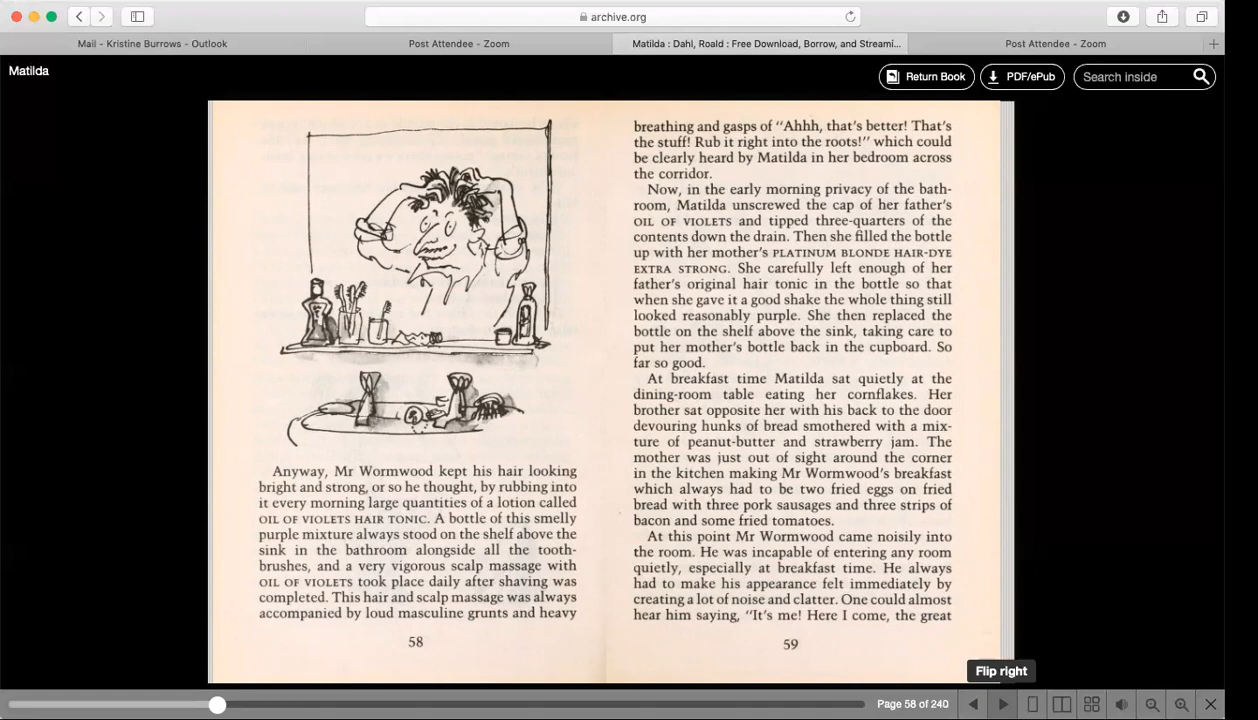 archive.org
Mail - Kristine Burrows - Outlook
Post Attendee - Zoom
Matilda : Dahl, Roald : Free Download, Borrow, and Streami...
Post Attendee - Zoom
Matilda
Return Book
PDF/ePub
Search inside
Anyway, Mr Wormwood kept his hair looking
bright and strong, or so he thought, by rubbing into
it every morning large quantities of a lotion called
OIL OF VIOLETS HAIR TONIC. A bottle of this smelly
purple mixture always stood on the shelf above the
sink in the bathroom alongside all the tooth-
brushes, and a very vigorous scalp massage with
OIL OF VIOLETS took place daily after shaving was
completed. This hair and scalp massage was always
accompanied by loud masculine grunts and heavy
58
breathing and gasps of "Ahhh, that's better! That's
the stuff! Rub it right into the roots!" which could
be clearly heard by Matilda in her bedroom across
the corridor.
Now, in the early morning privacy of the bath-
room, Matilda unscrewed the cap of her father's
OIL OF VIOLETS and tipped three-quarters of the
contents down the drain. Then she filled the bottle
up with her mother's PLATINUM BLONDE HAIR-DYE
EXTRA STRONG. She carefully left enough of her
father's original hair tonic in the bottle so that
when she gave it a good shake the whole thing still
looked reasonably purple. She then replaced the
bottle on the shelf above the sink, taking care to
put her mother's bottle back in the cupboard. So
far so good.
At breakfast time Matilda sat quietly at the
dining-room table eating her cornflakes. Her
brother sat opposite her with his back to the door
devouring hunks of bread smothered with a mix-
ture of peanut-butter and strawberry jam. The
mother was just out of sight around the corner
in the kitchen making Mr Wormwood's breakfast
which always had to be two fried eggs on fried
bread with three pork sausages and three strips of
bacon and some fried tomatoes.
At this point Mr Wormwood came noisily into
the room. He was incapable of entering any room
quietly, especially at breakfast time. He always
had to make his appearance felt immediately by
creating a lot of noise and clatter. One could almost
hear him saying, "It's me! Here I come, the great
59
Flip right
Page 58 of 240